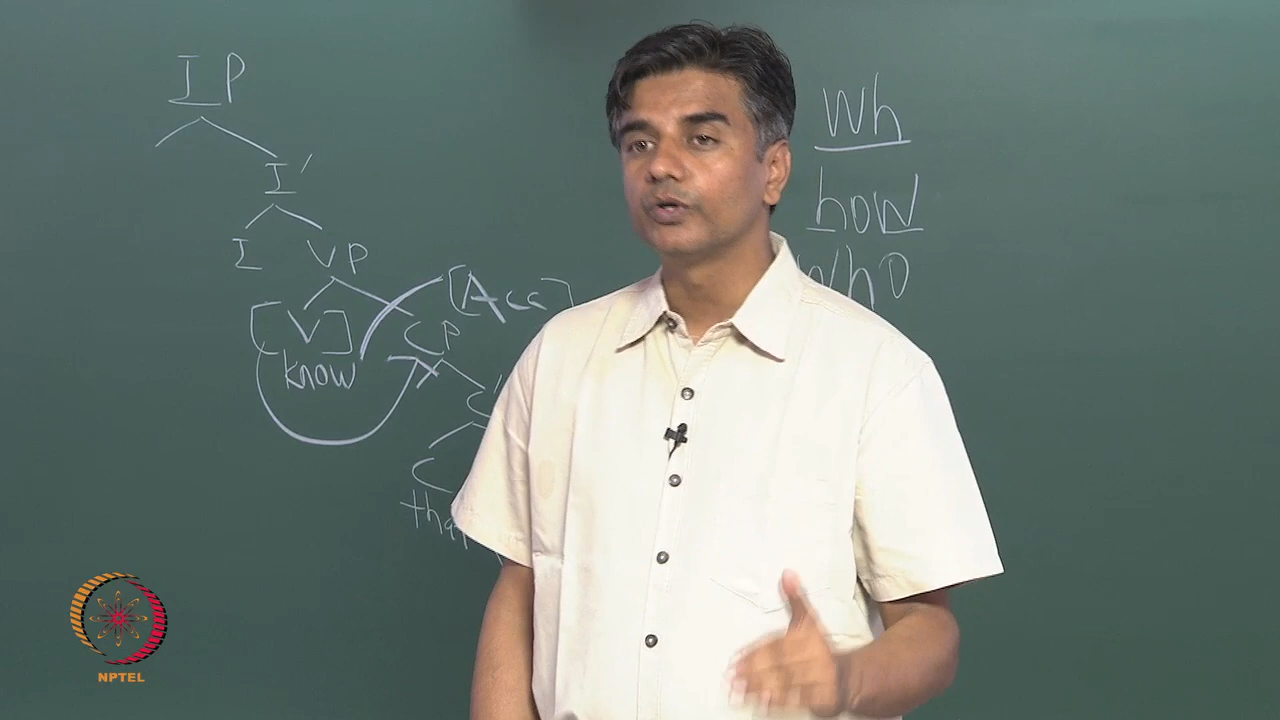 IP
I'
I VP
[V] CP [Acc]
know
C'
C
that
Wh
how
who
NPTEL